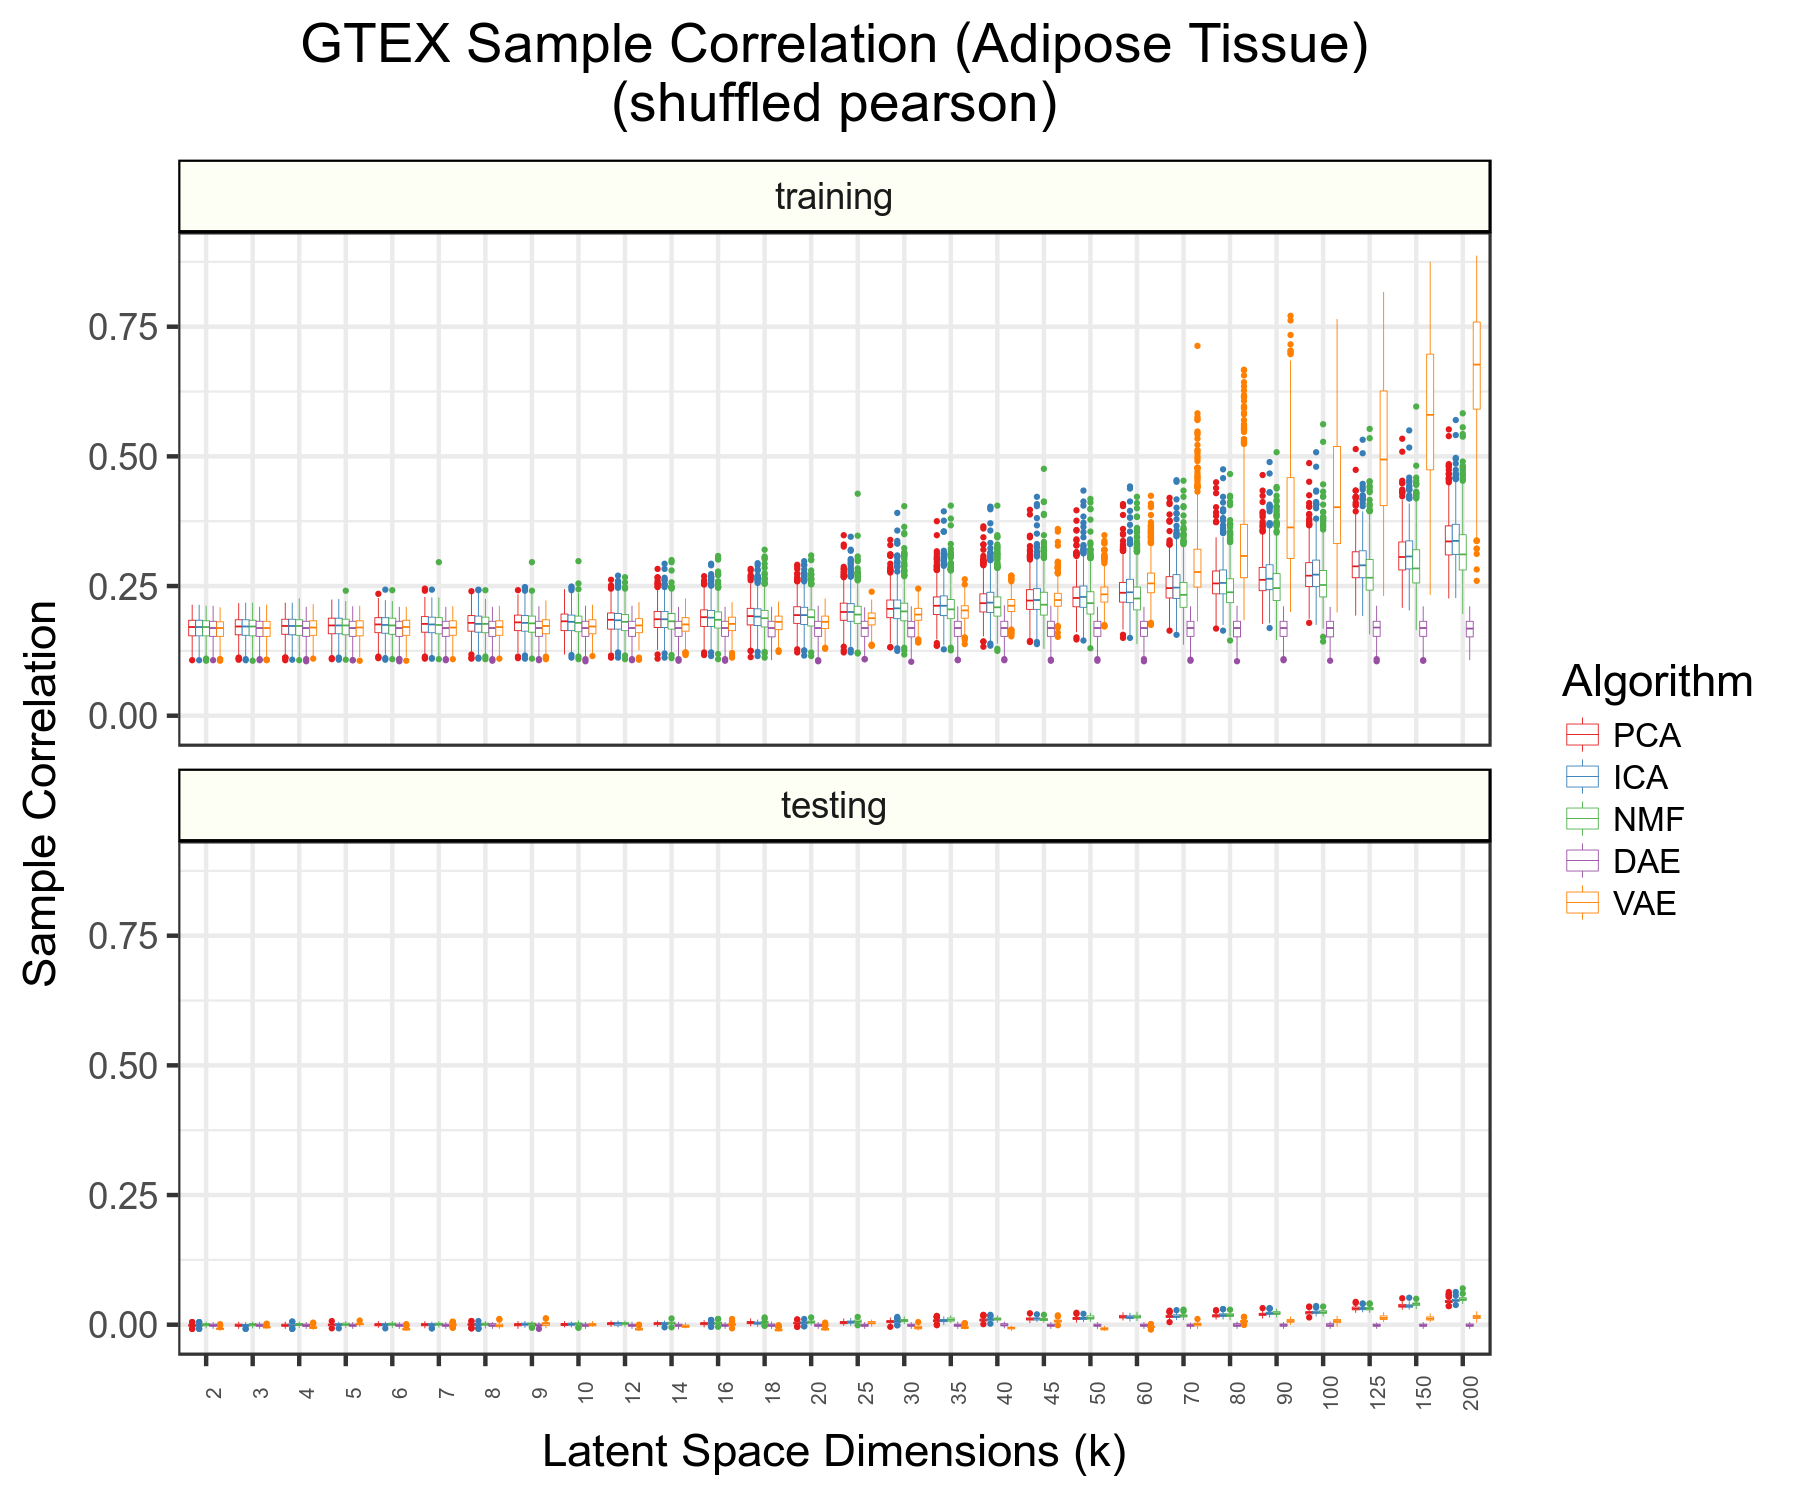 GTEX Sample Correlation (Adipose Tissue)
(shuffled pearson)
training
0.75
0.50
0.25
0.00
testing
0.75
0.50
0.25
0.00
Sample Correlation
2 3 4 5 6 7 8 9 10 12 14 16 18 20 25 30 35 40 45 50 60 70 80 90 100 125 150 200
Latent Space Dimensions (k)
Algorithm
PCA
ICA
NMF
DAE
VAE